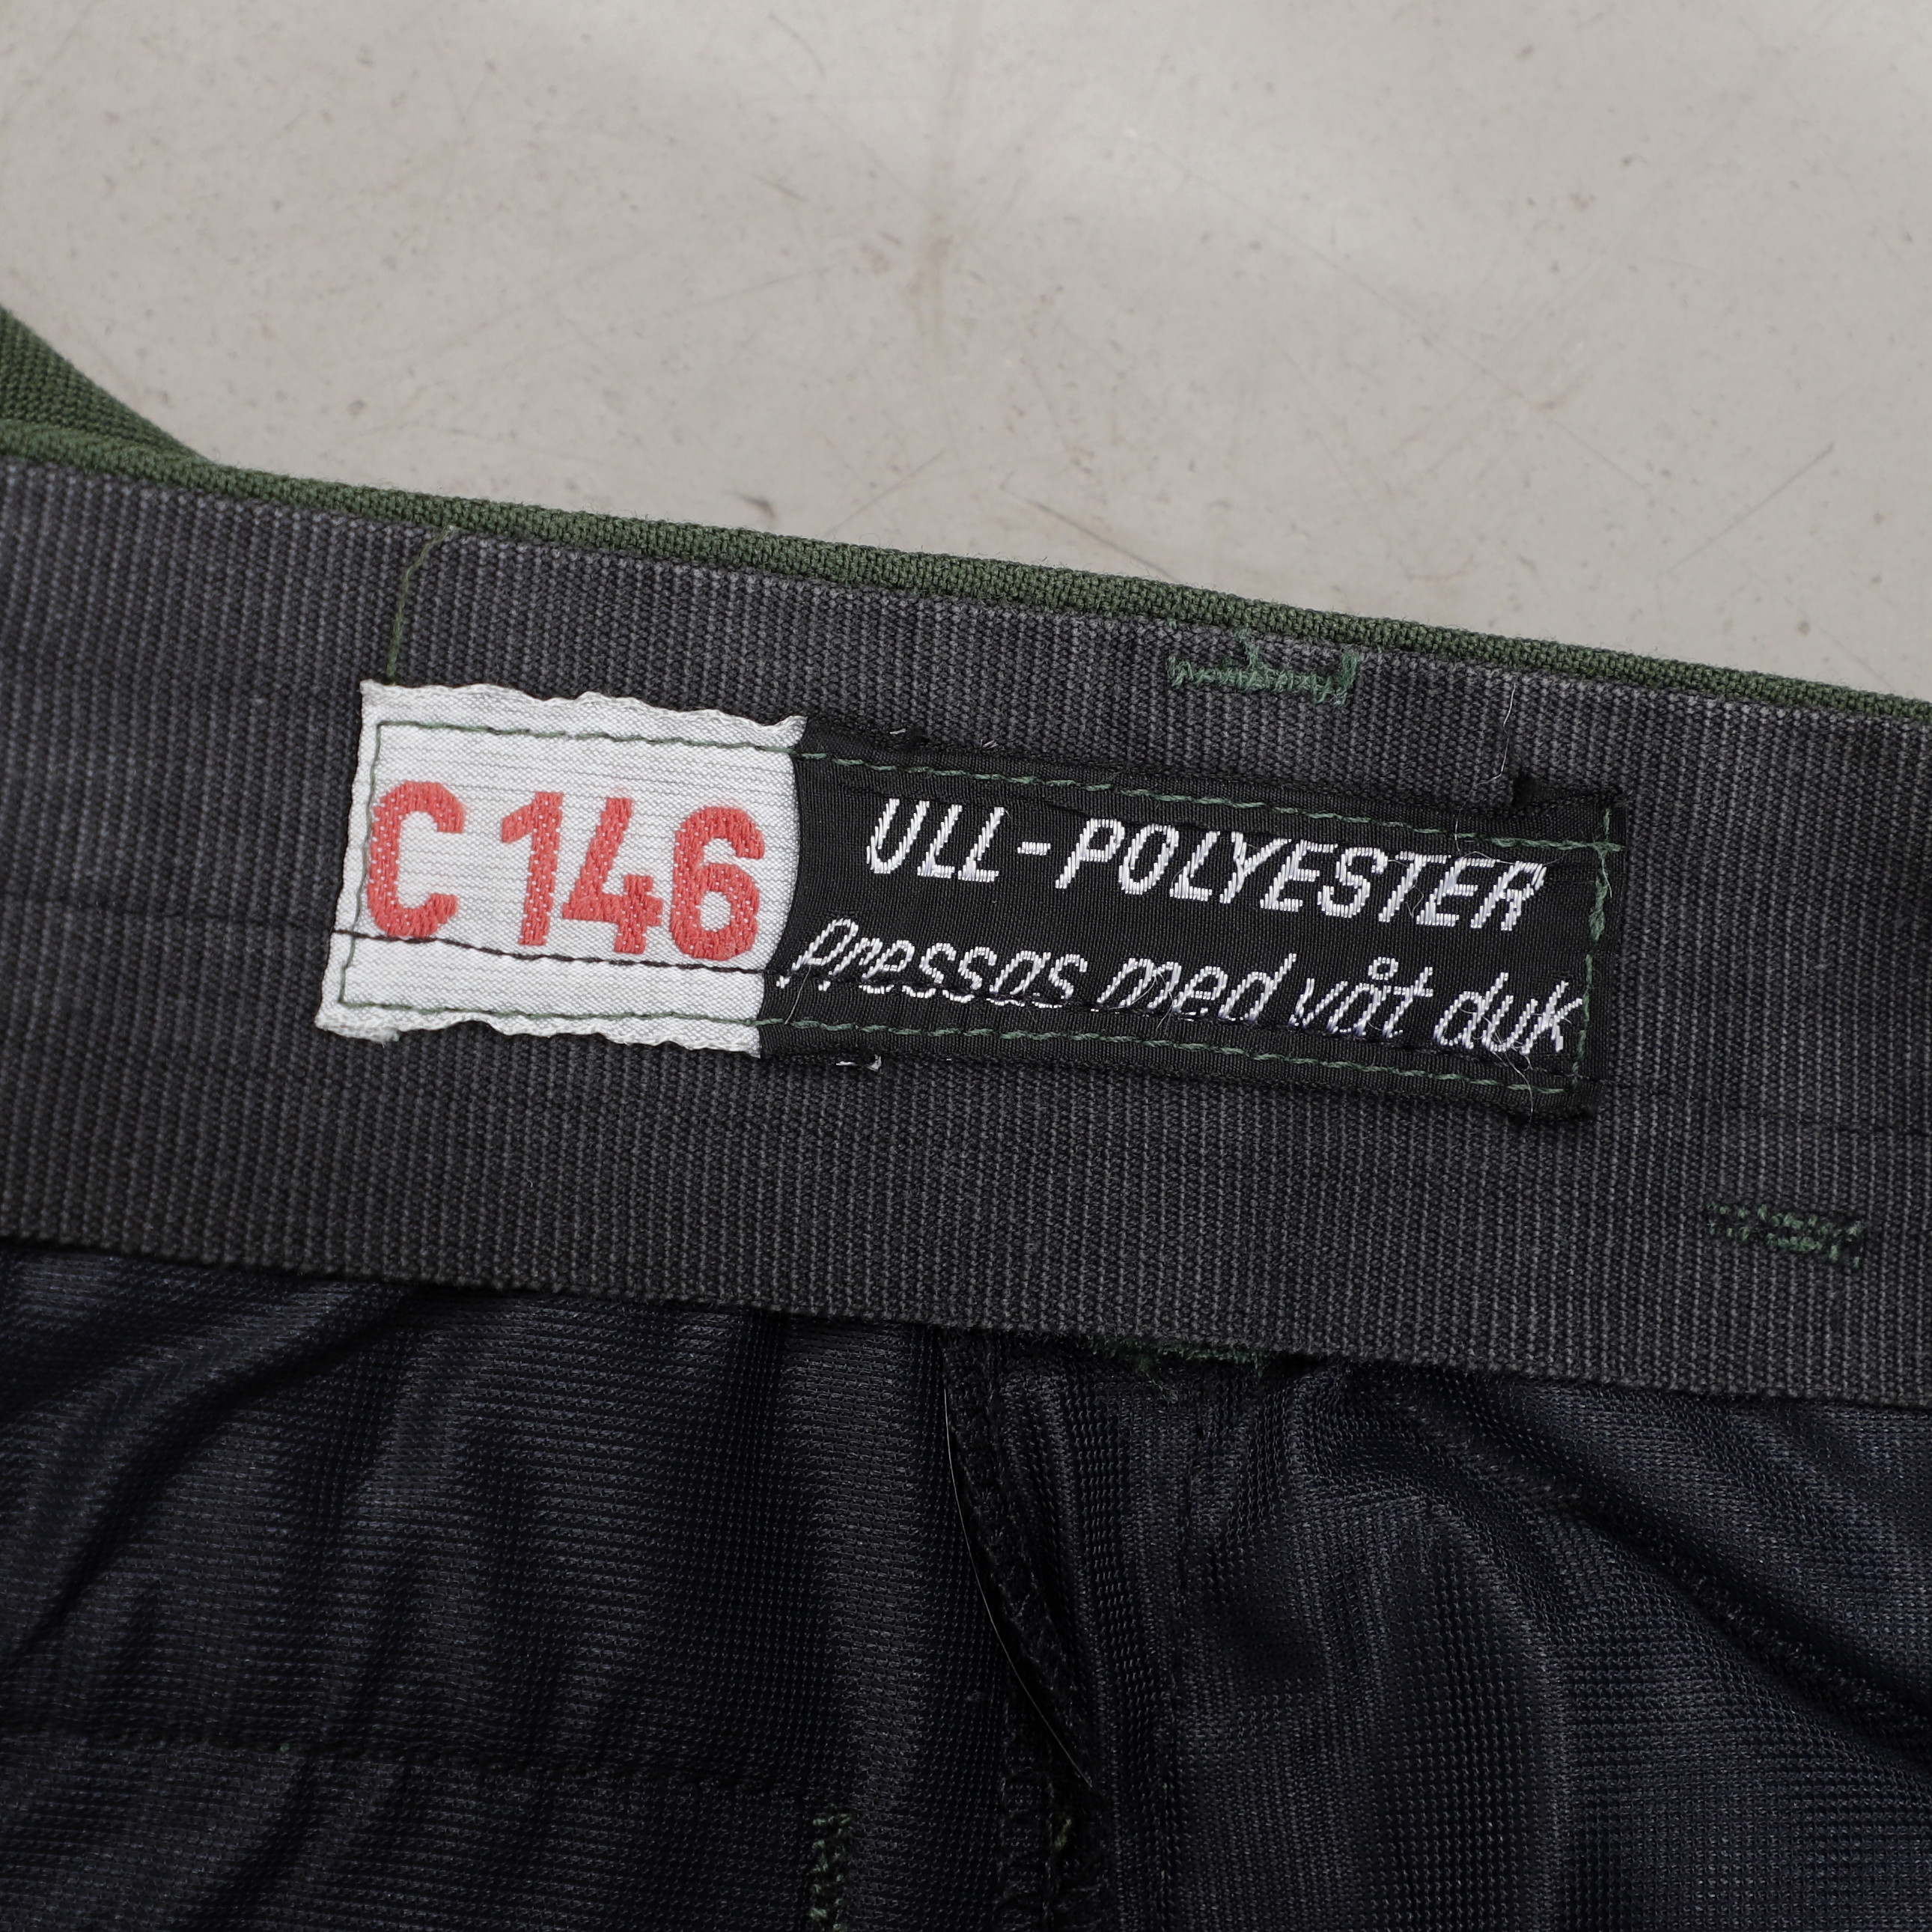 C 146
ULL-POLYESTER
Pressas med våt duk